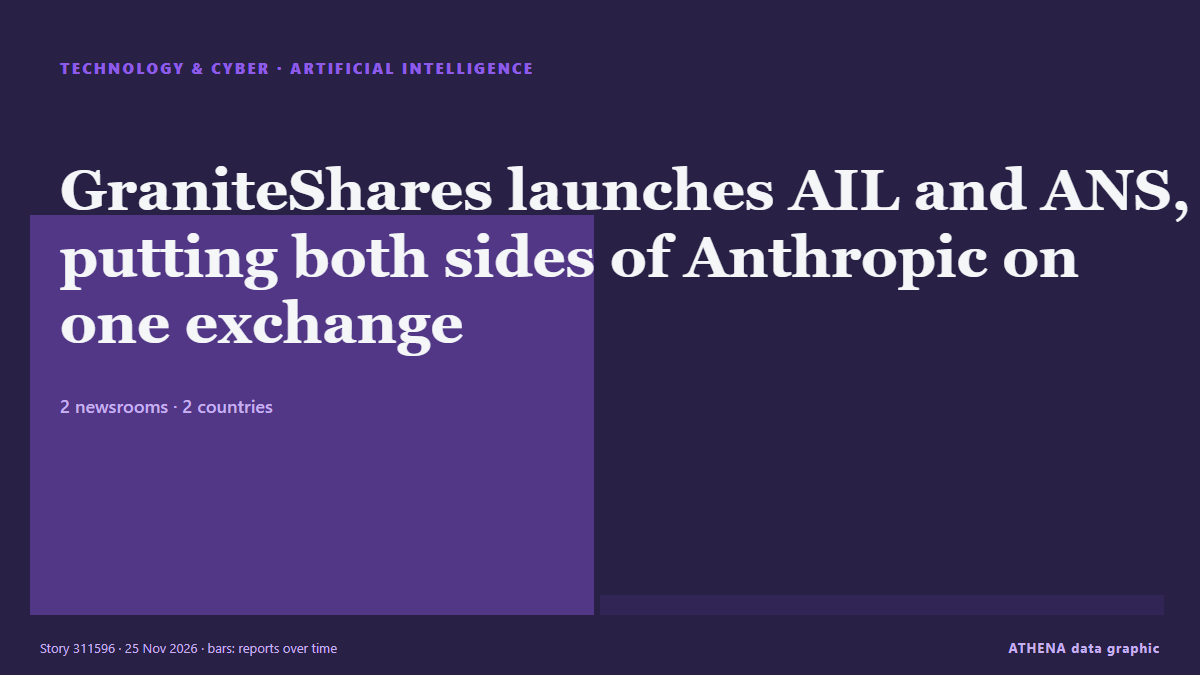 TECHNOLOGY & CYBER · ARTIFICIAL INTELLIGENCE
GraniteShares launches AIL and ANS,
putting both sides of Anthropic on
one exchange
2 newsrooms · 2 countries
Story 311596 · 25 Nov 2026 · bars: reports over time
ATHENA data graphic